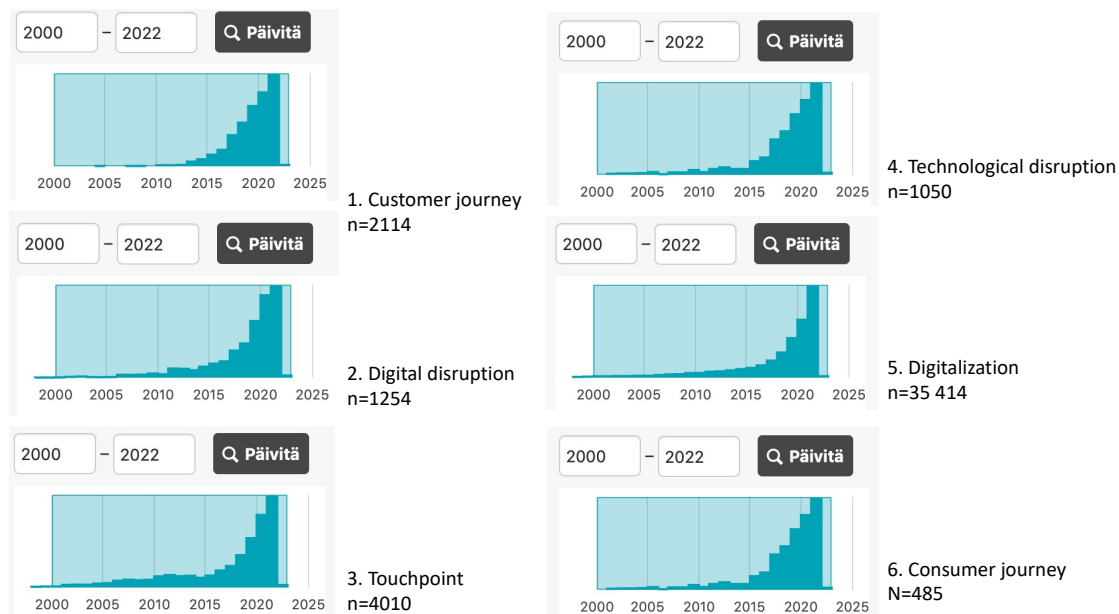 2000 – 2022 Päivitä
2000 2005 2010 2015 2020 2025
1. Customer journey
n=2114
2000 – 2022 Päivitä
2000 2005 2010 2015 2020 2025
2. Digital disruption
n=1254
2000 – 2022 Päivitä
2000 2005 2010 2015 2020 2025
3. Touchpoint
n=4010
2000 – 2022 Päivitä
2000 2005 2010 2015 2020 2025
4. Technological disruption
n=1050
2000 – 2022 Päivitä
2000 2005 2010 2015 2020 2025
5. Digitalization
n=35 414
2000 – 2022 Päivitä
2000 2005 2010 2015 2020 2025
6. Consumer journey
N=485